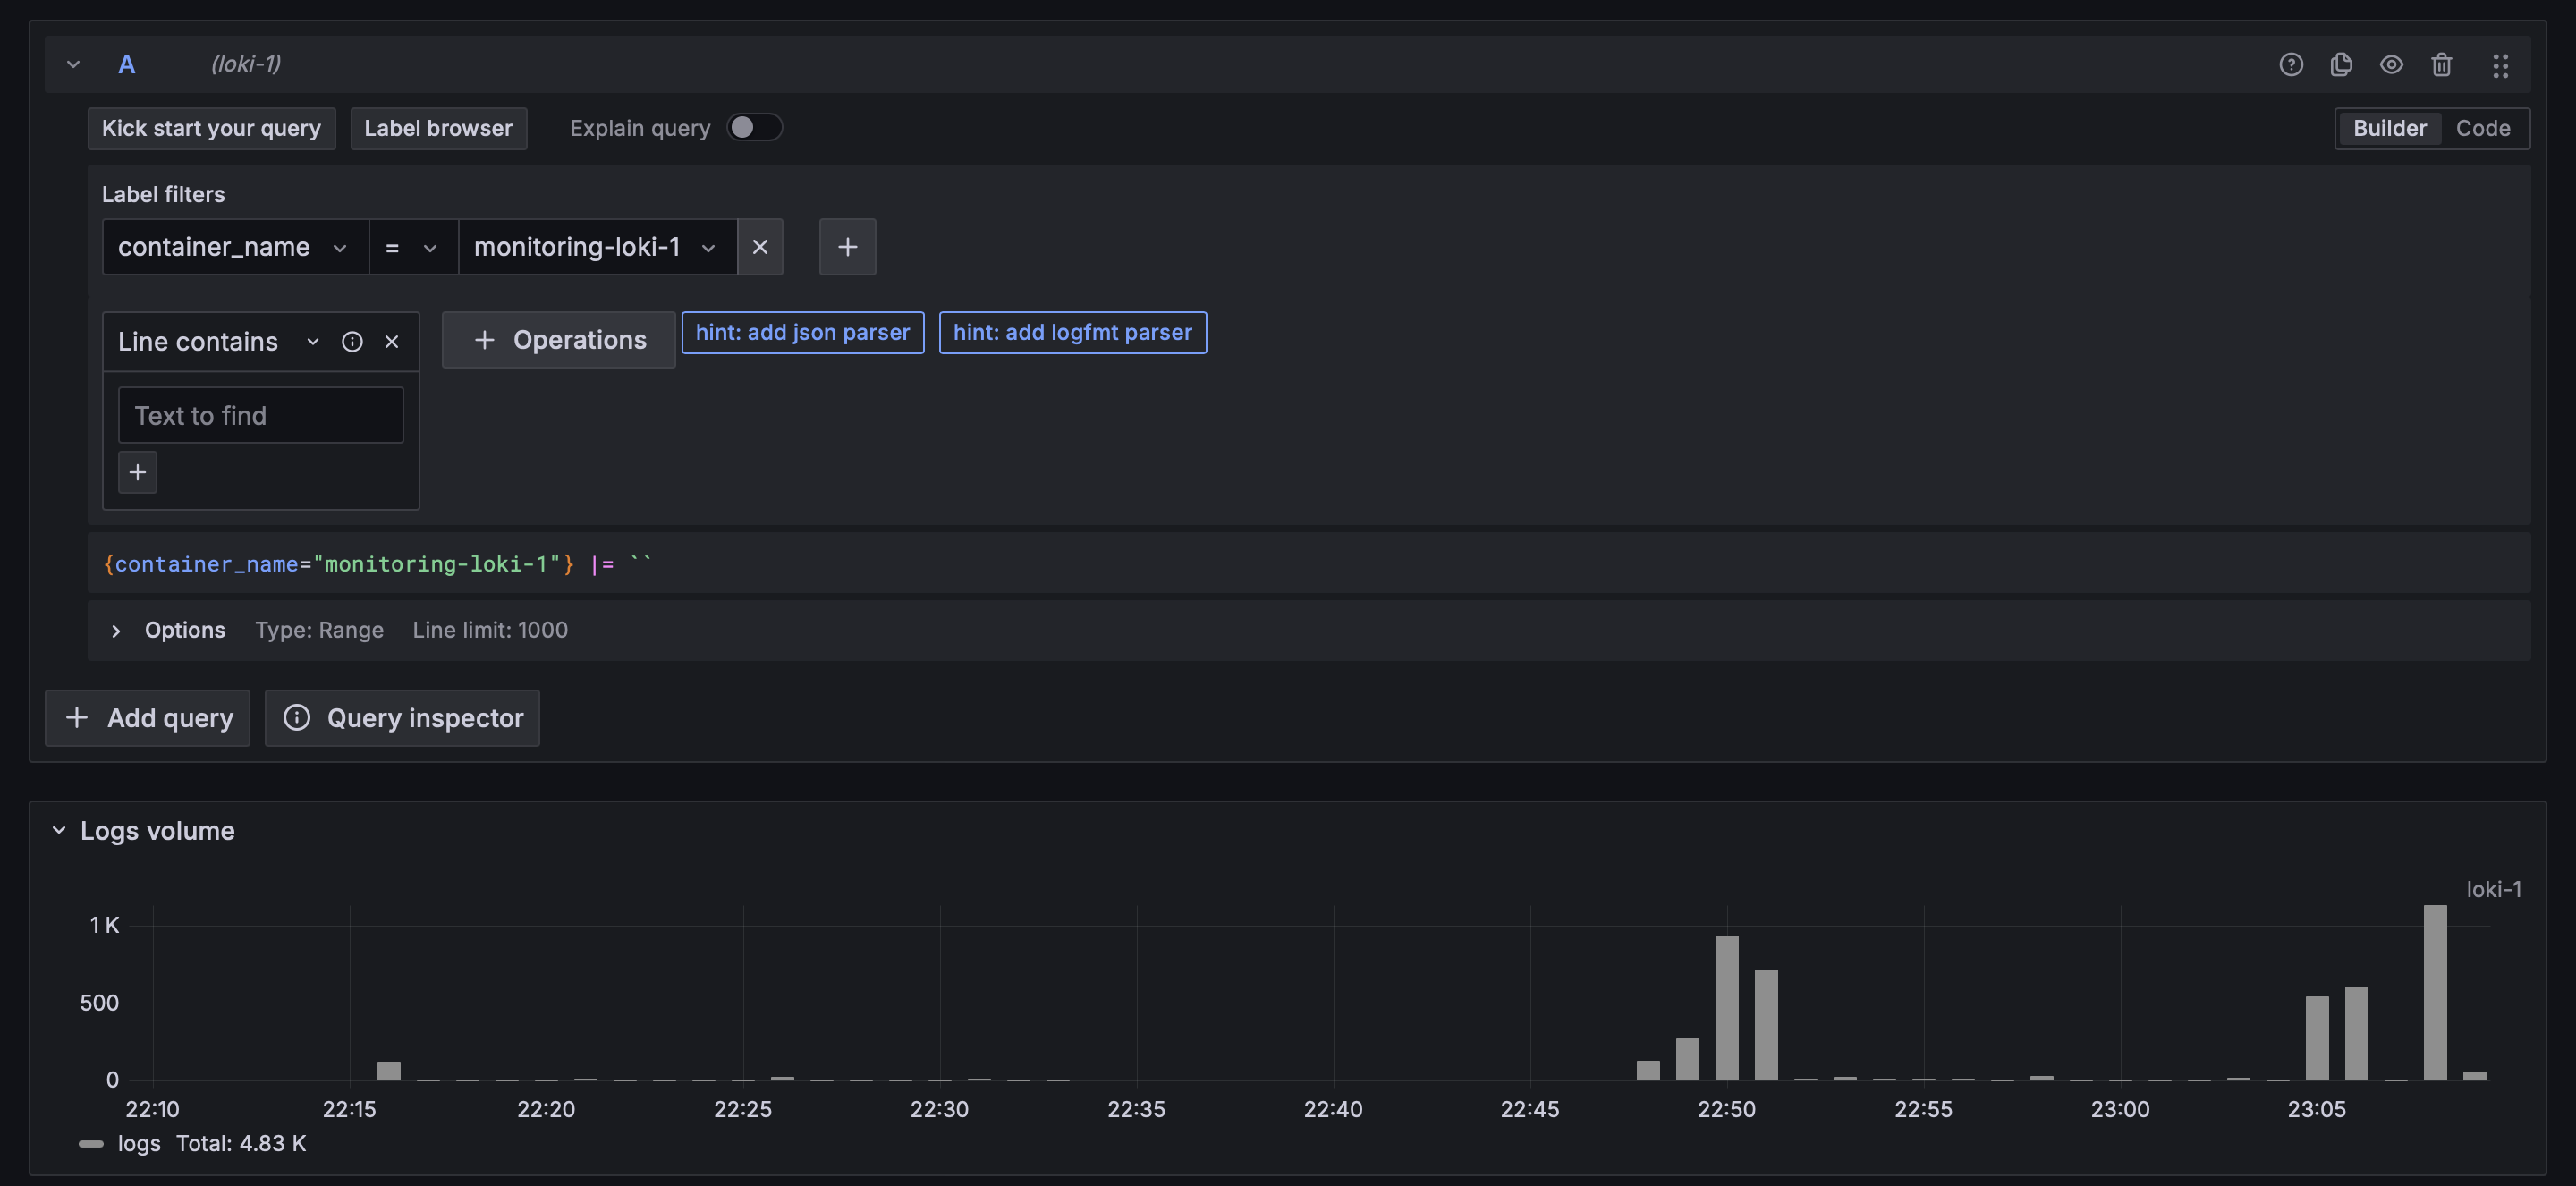 A (loki-1)
Kick start your query Label browser Explain query Builder Code
Label filters
container_name = monitoring-loki-1
Line contains Operations hint: add json parser hint: add logfmt parser
Text to find
{container_name="monitoring-loki-1"} |= ``
Options Type: Range Line limit: 1000
Add query Query inspector
Logs volume
loki-1
1 K
500
0
22:10 22:15 22:20 22:25 22:30 22:35 22:40 22:45 22:50 22:55 23:00 23:05
logs Total: 4.83 K